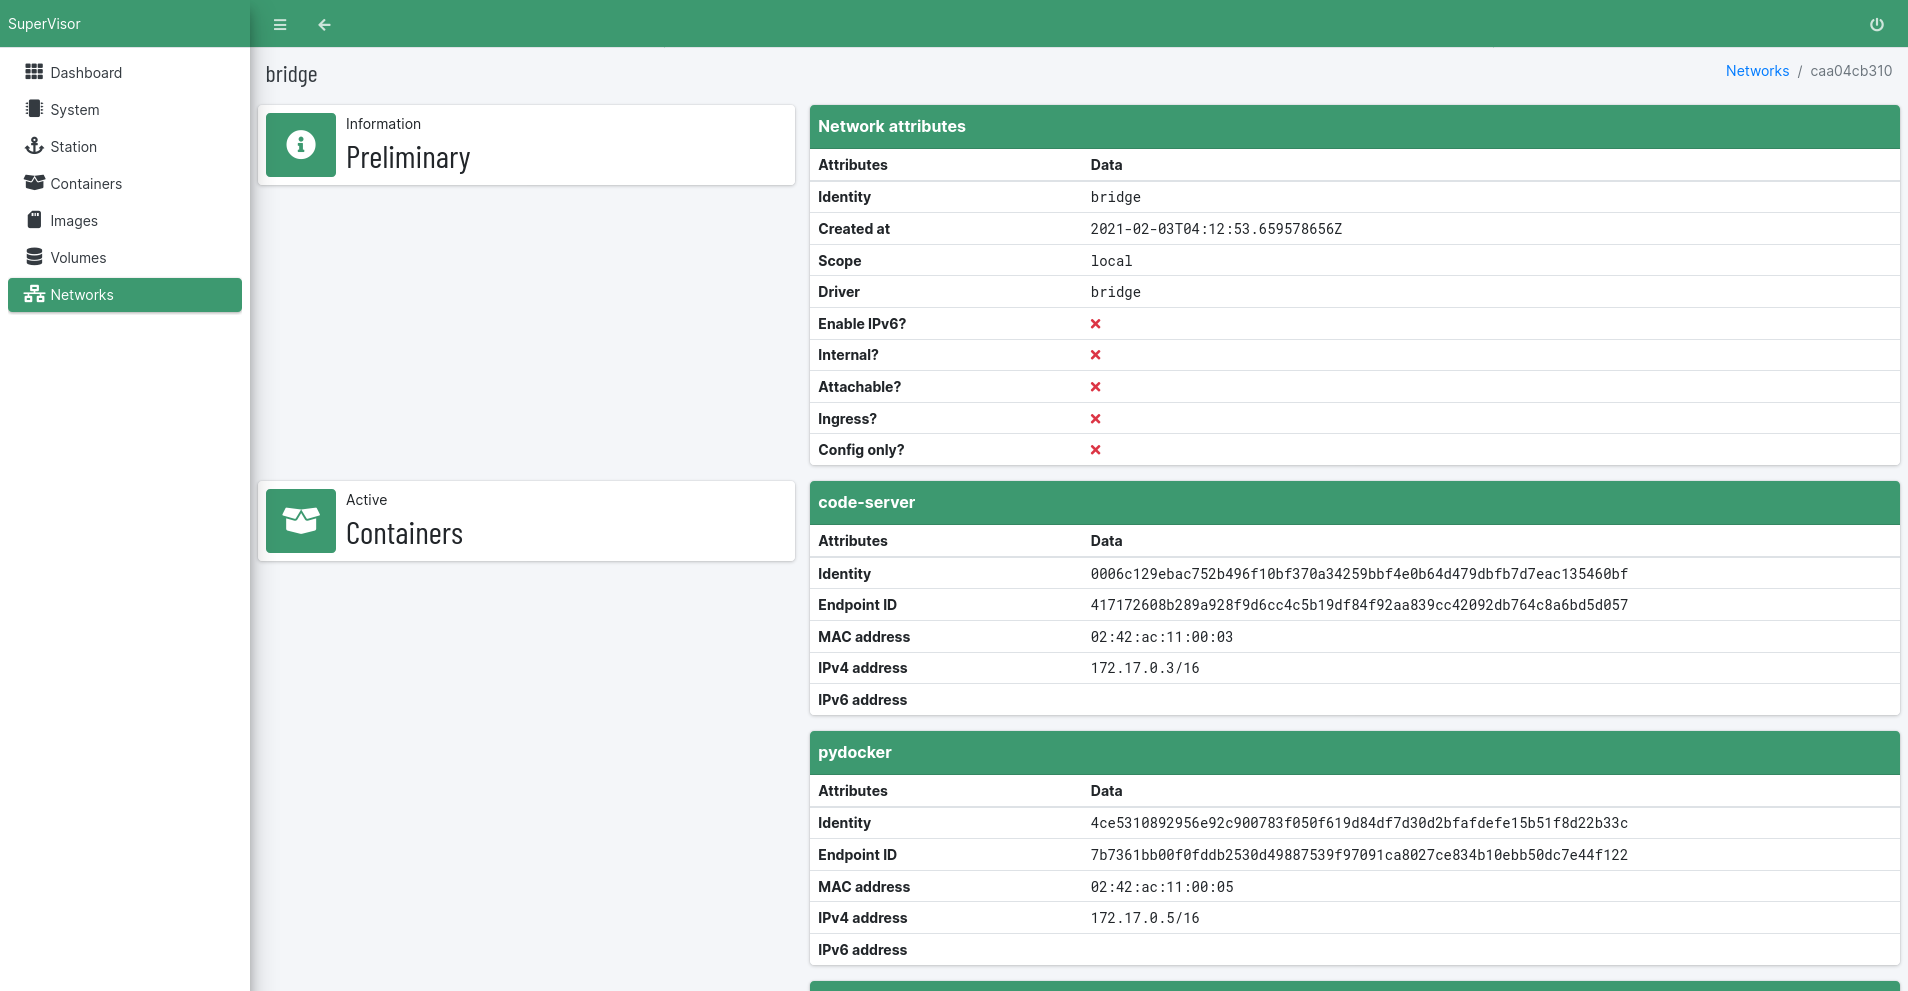 SuperVisor
Dashboard
System
Station
Containers
Images
Volumes
Networks
bridge
Networks / caa04cb310
Information
Preliminary
Network attributes
Attributes Data
Identity bridge
Created at 2021-02-03T04:12:53.659578656Z
Scope local
Driver bridge
Enable IPv6?
Internal?
Attachable?
Ingress?
Config only?
Active
Containers
code-server
Attributes Data
Identity 0006c129ebac752b496f10bf370a34259bbf4e0b64d479dbfb7d7eac135460bf
Endpoint ID 417172608b289a928f9d6cc4c5b19df84f92aa839cc42092db764c8a6bd5d057
MAC address 02:42:ac:11:00:03
IPv4 address 172.17.0.3/16
IPv6 address
pydocker
Attributes Data
Identity 4ce5310892956e92c900783f050f619d84df7d30d2bfafdefe15b51f8d22b33c
Endpoint ID 7b7361bb00f0fddb2530d49887539f97091ca8027ce834b10ebb50dc7e44f122
MAC address 02:42:ac:11:00:05
IPv4 address 172.17.0.5/16
IPv6 address